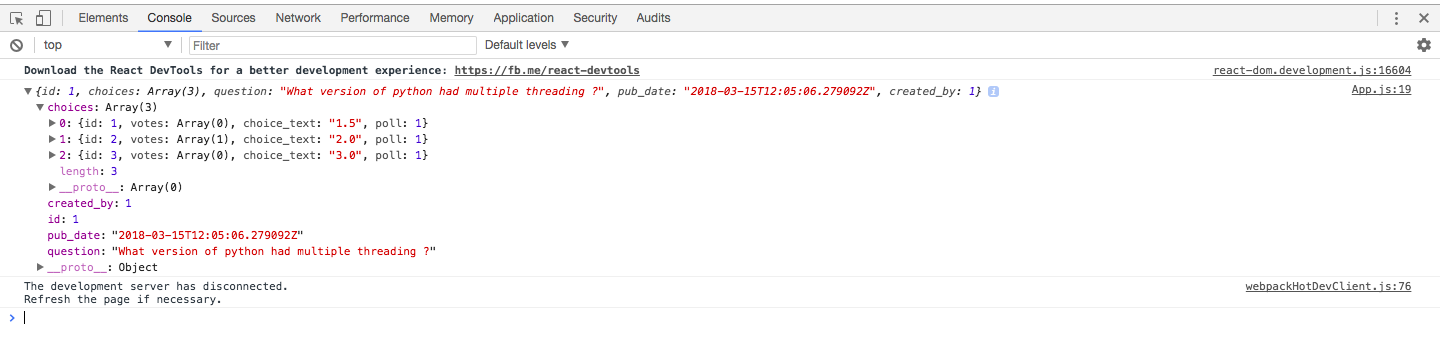 Elements Console Sources Network Performance Memory Application Security Audits
top Filter Default levels
Download the React DevTools for a better development experience: https://fb.me/react-devtools react-dom.development.js:16604
{id: 1, choices: Array(3), question: "What version of python had multiple threading ?", pub_date: "2018-03-15T12:05:06.279092Z", created_by: 1} i App.js:19
choices: Array(3)
0: {id: 1, votes: Array(0), choice_text: "1.5", poll: 1}
1: {id: 2, votes: Array(1), choice_text: "2.0", poll: 1}
2: {id: 3, votes: Array(0), choice_text: "3.0", poll: 1}
length: 3
__proto__: Array(0)
created_by: 1
id: 1
pub_date: "2018-03-15T12:05:06.279092Z"
question: "What version of python had multiple threading ?"
__proto__: Object
The development server has disconnected. webpackHotDevClient.js:76
Refresh the page if necessary.